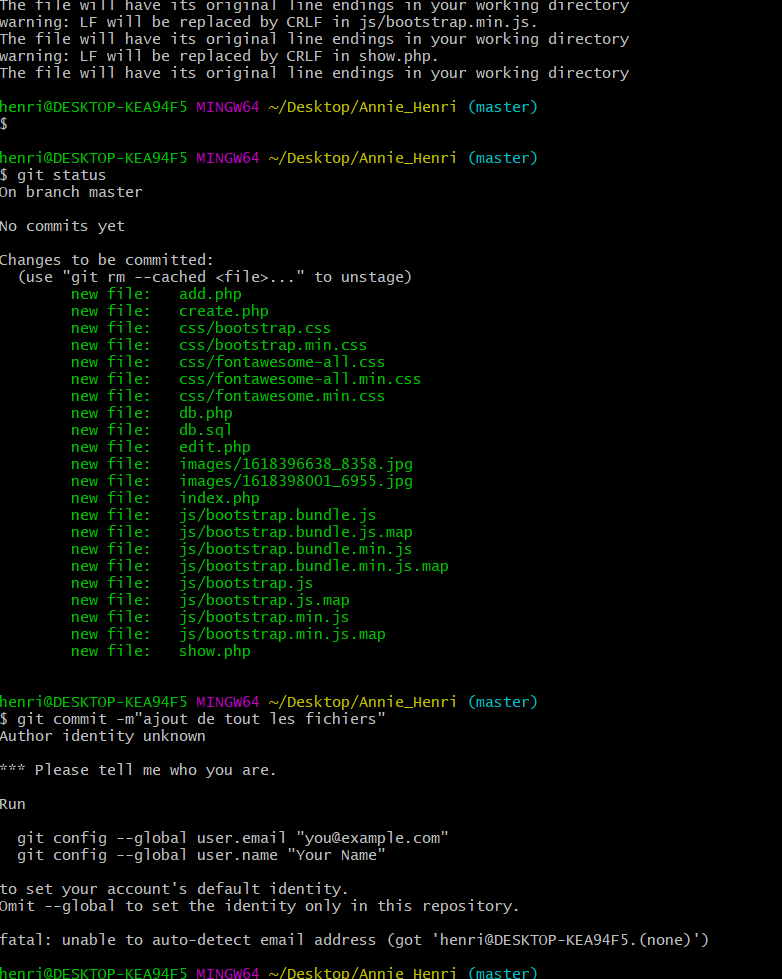 The file will have its original line endings in your working directory
warning: LF will be replaced by CRLF in js/bootstrap.min.js.
The file will have its original line endings in your working directory
warning: LF will be replaced by CRLF in show.php.
The file will have its original line endings in your working directory
henri@DESKTOP-KEA94F5 MINGW64 ~/Desktop/Annie_Henri (master)
$
henri@DESKTOP-KEA94F5 MINGW64 ~/Desktop/Annie_Henri (master)
$ git status
On branch master
No commits yet
Changes to be committed:
  (use "git rm --cached <file>..." to unstage)
        new file:   add.php
        new file:   create.php
        new file:   css/bootstrap.css
        new file:   css/bootstrap.min.css
        new file:   css/fontawesome-all.css
        new file:   css/fontawesome-all.min.css
        new file:   css/fontawesome.min.css
        new file:   db.php
        new file:   db.sql
        new file:   edit.php
        new file:   images/1618396638_8358.jpg
        new file:   images/1618398001_6955.jpg
        new file:   index.php
        new file:   js/bootstrap.bundle.js
        new file:   js/bootstrap.bundle.js.map
        new file:   js/bootstrap.bundle.min.js
        new file:   js/bootstrap.bundle.min.js.map
        new file:   js/bootstrap.js
        new file:   js/bootstrap.js.map
        new file:   js/bootstrap.min.js
        new file:   js/bootstrap.min.js.map
        new file:   show.php
henri@DESKTOP-KEA94F5 MINGW64 ~/Desktop/Annie_Henri (master)
$ git commit -m"ajout de tout les fichiers"
Author identity unknown
*** Please tell me who you are.
Run
  git config --global user.email "you@example.com"
  git config --global user.name "Your Name"
to set your account's default identity.
Omit --global to set the identity only in this repository.
fatal: unable to auto-detect email address (got 'henri@DESKTOP-KEA94F5.(none)')
henri@DESKTOP-KEA94F5 MINGW64 ~/Desktop/Annie_Henri (master)